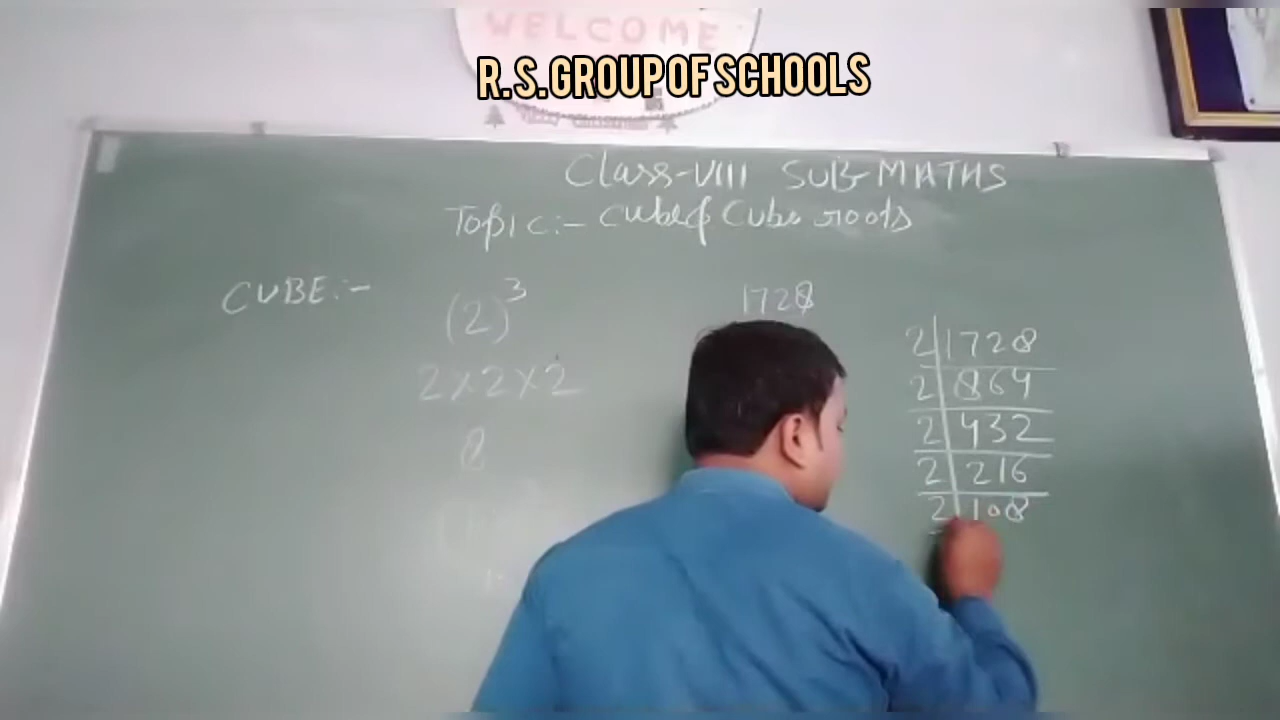 WELCOME
R. S. GROUP OF SCHOOLS
Class-VIII SUB-MATHS
Topic:- Cube & Cube roots
CUBE:-
(2)³
2×2×2
8
1728
2|1728
2|864
2|432
2|216
2|108